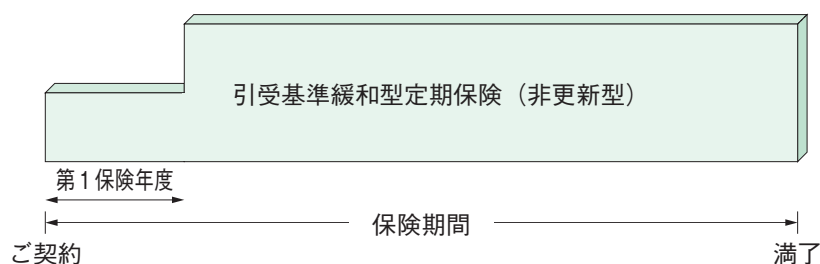 引受基準緩和型定期保険（非更新型）
第1保険年度
保険期間
ご契約
満了